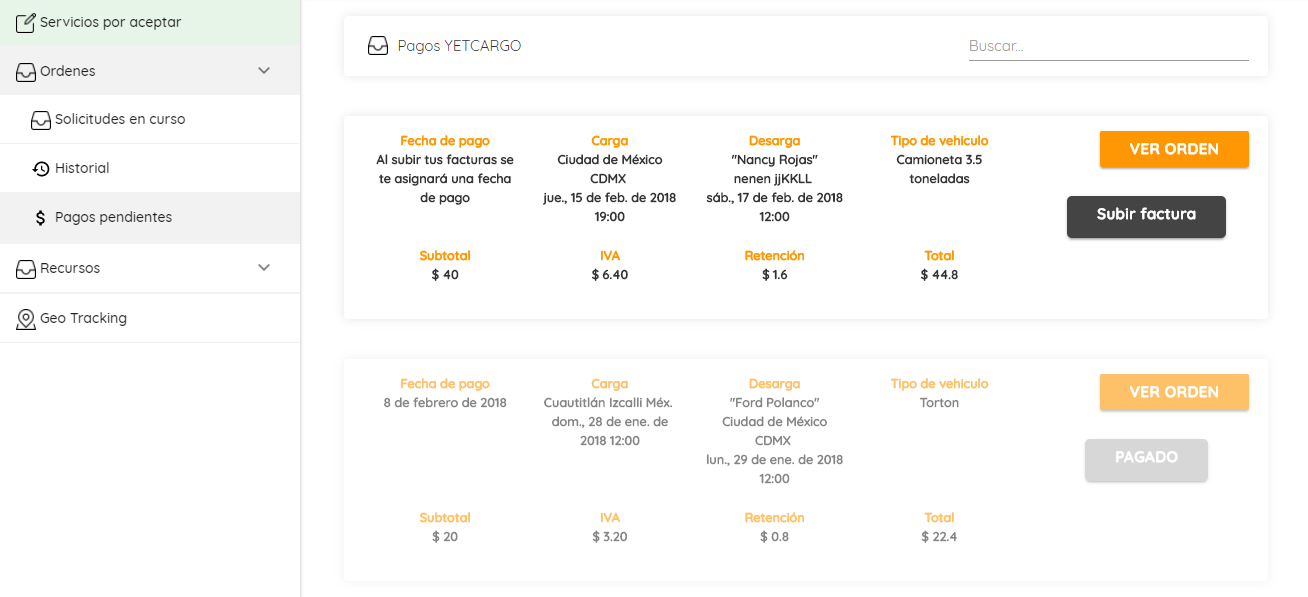 Servicios por aceptar
Ordenes
Solicitudes en curso
Historial
Pagos pendientes
Recursos
Geo Tracking
Pagos YETCARGO
Buscar...
Fecha de pago
Al subir tus facturas se
te asignará una fecha
de pago
Carga
Ciudad de México
CDMX
jue., 15 de feb. de 2018
19:00
Desarga
"Nancy Rojas"
nenen jjKKLL
sáb., 17 de feb. de 2018
12:00
Tipo de vehiculo
Camioneta 3.5
toneladas
VER ORDEN
Subir factura
Subtotal
$ 40
IVA
$ 6.40
Retención
$ 1.6
Total
$ 44.8
Fecha de pago
8 de febrero de 2018
Carga
Cuautitlán Izcalli Méx.
dom., 28 de ene. de
2018 12:00
Desarga
"Ford Polanco"
Ciudad de México
CDMX
lun., 29 de ene. de 2018
12:00
Tipo de vehiculo
Torton
VER ORDEN
PAGADO
Subtotal
$ 20
IVA
$ 3.20
Retención
$ 0.8
Total
$ 22.4